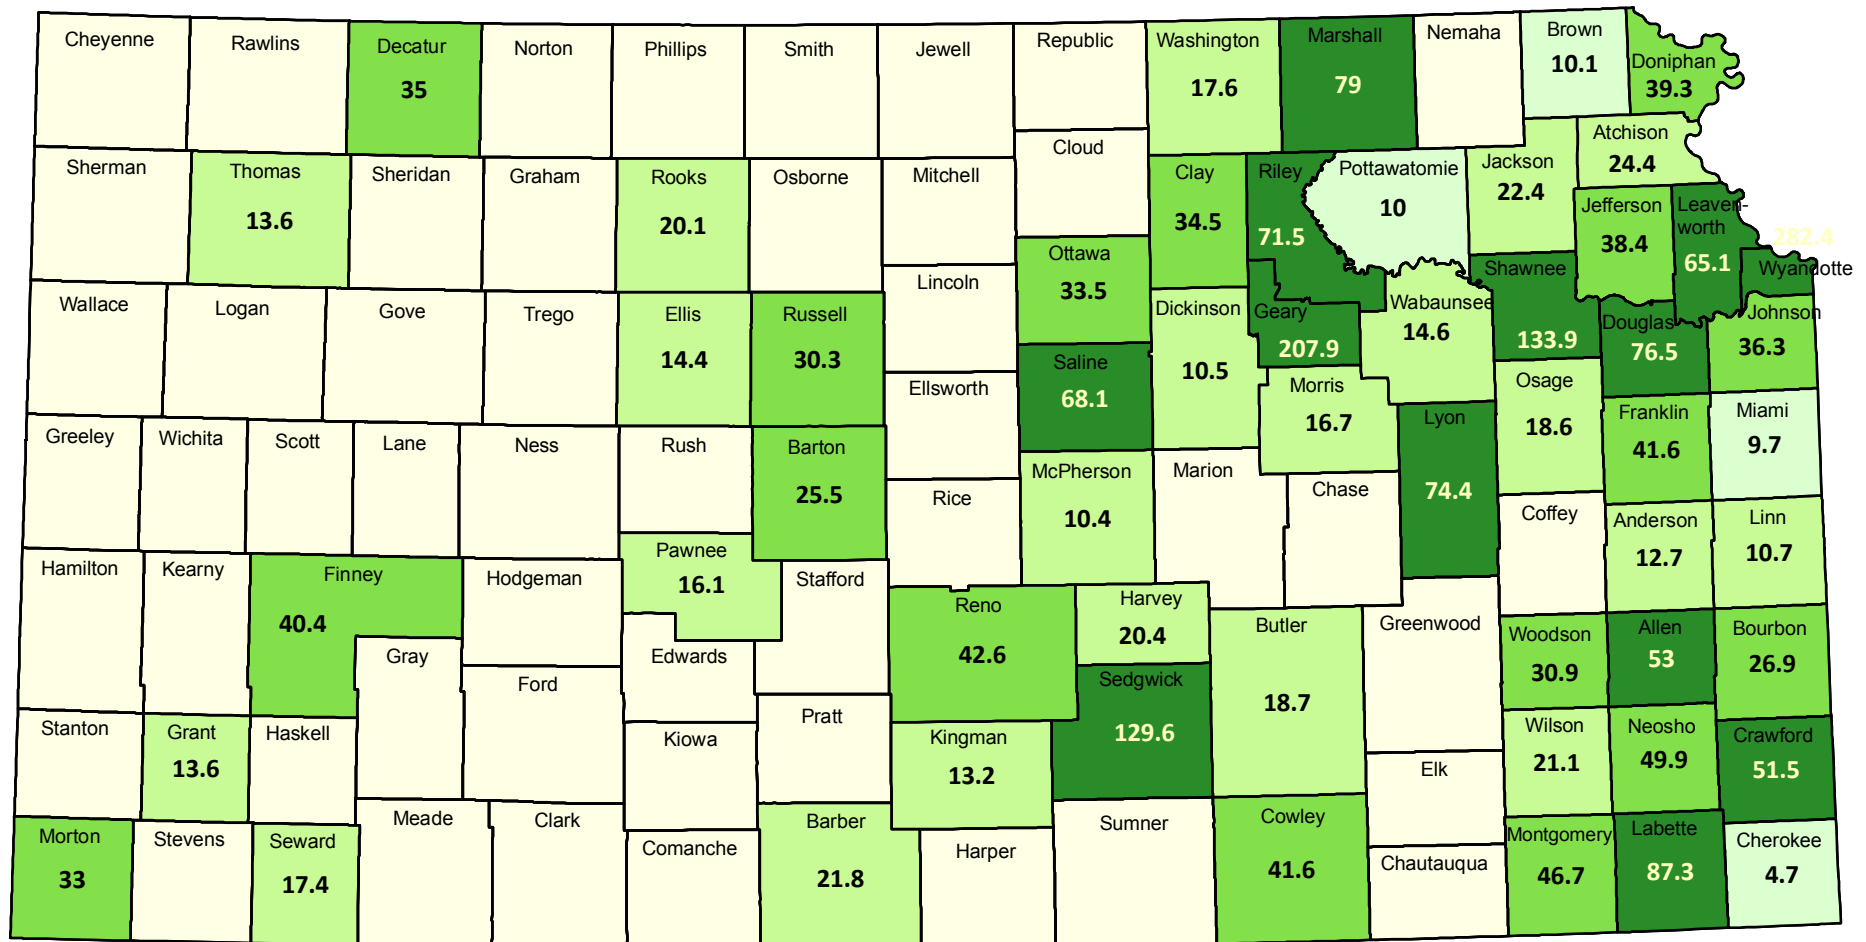 Cheyenne
Rawlins
Decatur
35
Norton
Phillips
Smith
Jewell
Republic
Washington
17.6
Marshall
79
Nemaha
Brown
10.1
Doniphan
39.3
Sherman
Thomas
13.6
Sheridan
Graham
Rooks
20.1
Osborne
Mitchell
Cloud
Clay
34.5
Riley
71.5
Pottawatomie
10
Jackson
22.4
Atchison
24.4
Jefferson
38.4
Leaven-
worth
65.1
282.4
Wyandotte
Wallace
Logan
Gove
Trego
Ellis
14.4
Russell
30.3
Lincoln
Ottawa
33.5
Dickinson
10.5
Geary
207.9
Wabaunsee
14.6
Shawnee
133.9
Douglas
76.5
Johnson
36.3
Saline
68.1
Ellsworth
Morris
16.7
Lyon
74.4
Osage
18.6
Franklin
41.6
Miami
9.7
Greeley
Wichita
Scott
Lane
Ness
Rush
Barton
25.5
Rice
McPherson
10.4
Marion
Chase
Coffey
Anderson
12.7
Linn
10.7
Hamilton
Kearny
Finney
40.4
Hodgeman
Pawnee
16.1
Stafford
Reno
42.6
Harvey
20.4
Butler
18.7
Greenwood
Woodson
30.9
Allen
53
Bourbon
26.9
Gray
Ford
Edwards
Sedgwick
129.6
Stanton
Grant
13.6
Haskell
Kiowa
Pratt
Kingman
13.2
Elk
Wilson
21.1
Neosho
49.9
Crawford
51.5
Morton
33
Stevens
Seward
17.4
Meade
Clark
Comanche
Barber
21.8
Harper
Sumner
Cowley
41.6
Chautauqua
Montgomery
46.7
Labette
87.3
Cherokee
4.7